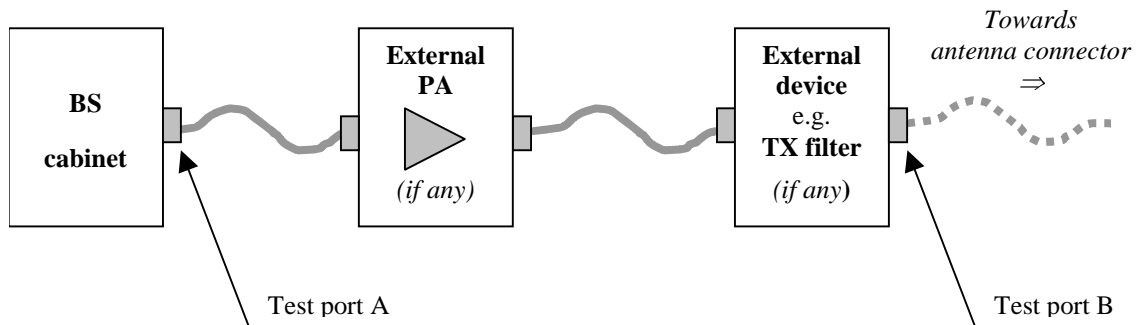 BS
cabinet
External
PA
(if any)
External
device
e.g.
TX filter
(if any)
Towards
antenna connector
⇒
Test port A
Test port B